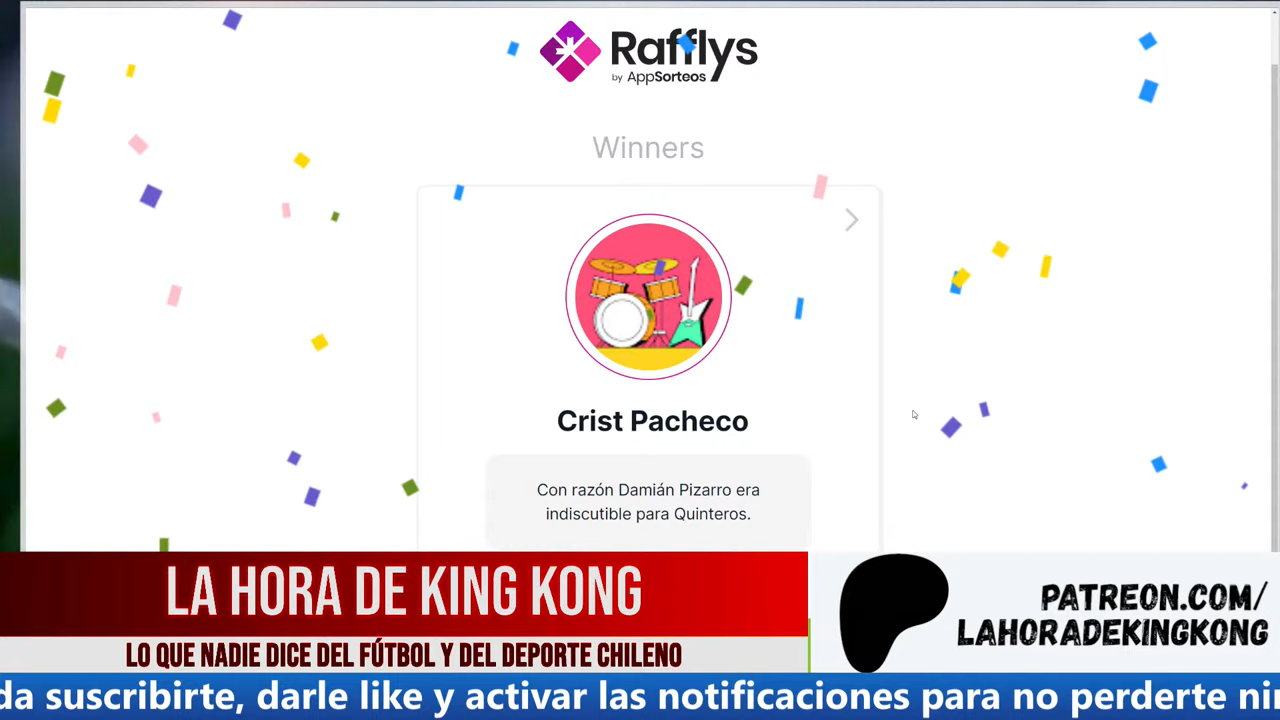 Rafflys
by AppSorteos
Winners
Crist Pacheco
Con razón Damián Pizarro era
indiscutible para Quinteros.
LA HORA DE KING KONG
LO QUE NADIE DICE DEL FÚTBOL Y DEL DEPORTE CHILENO
PATREON.COM/
LAHORADEKINGKONG
da suscribirte, darle like y activar las notificaciones para no perderte nin